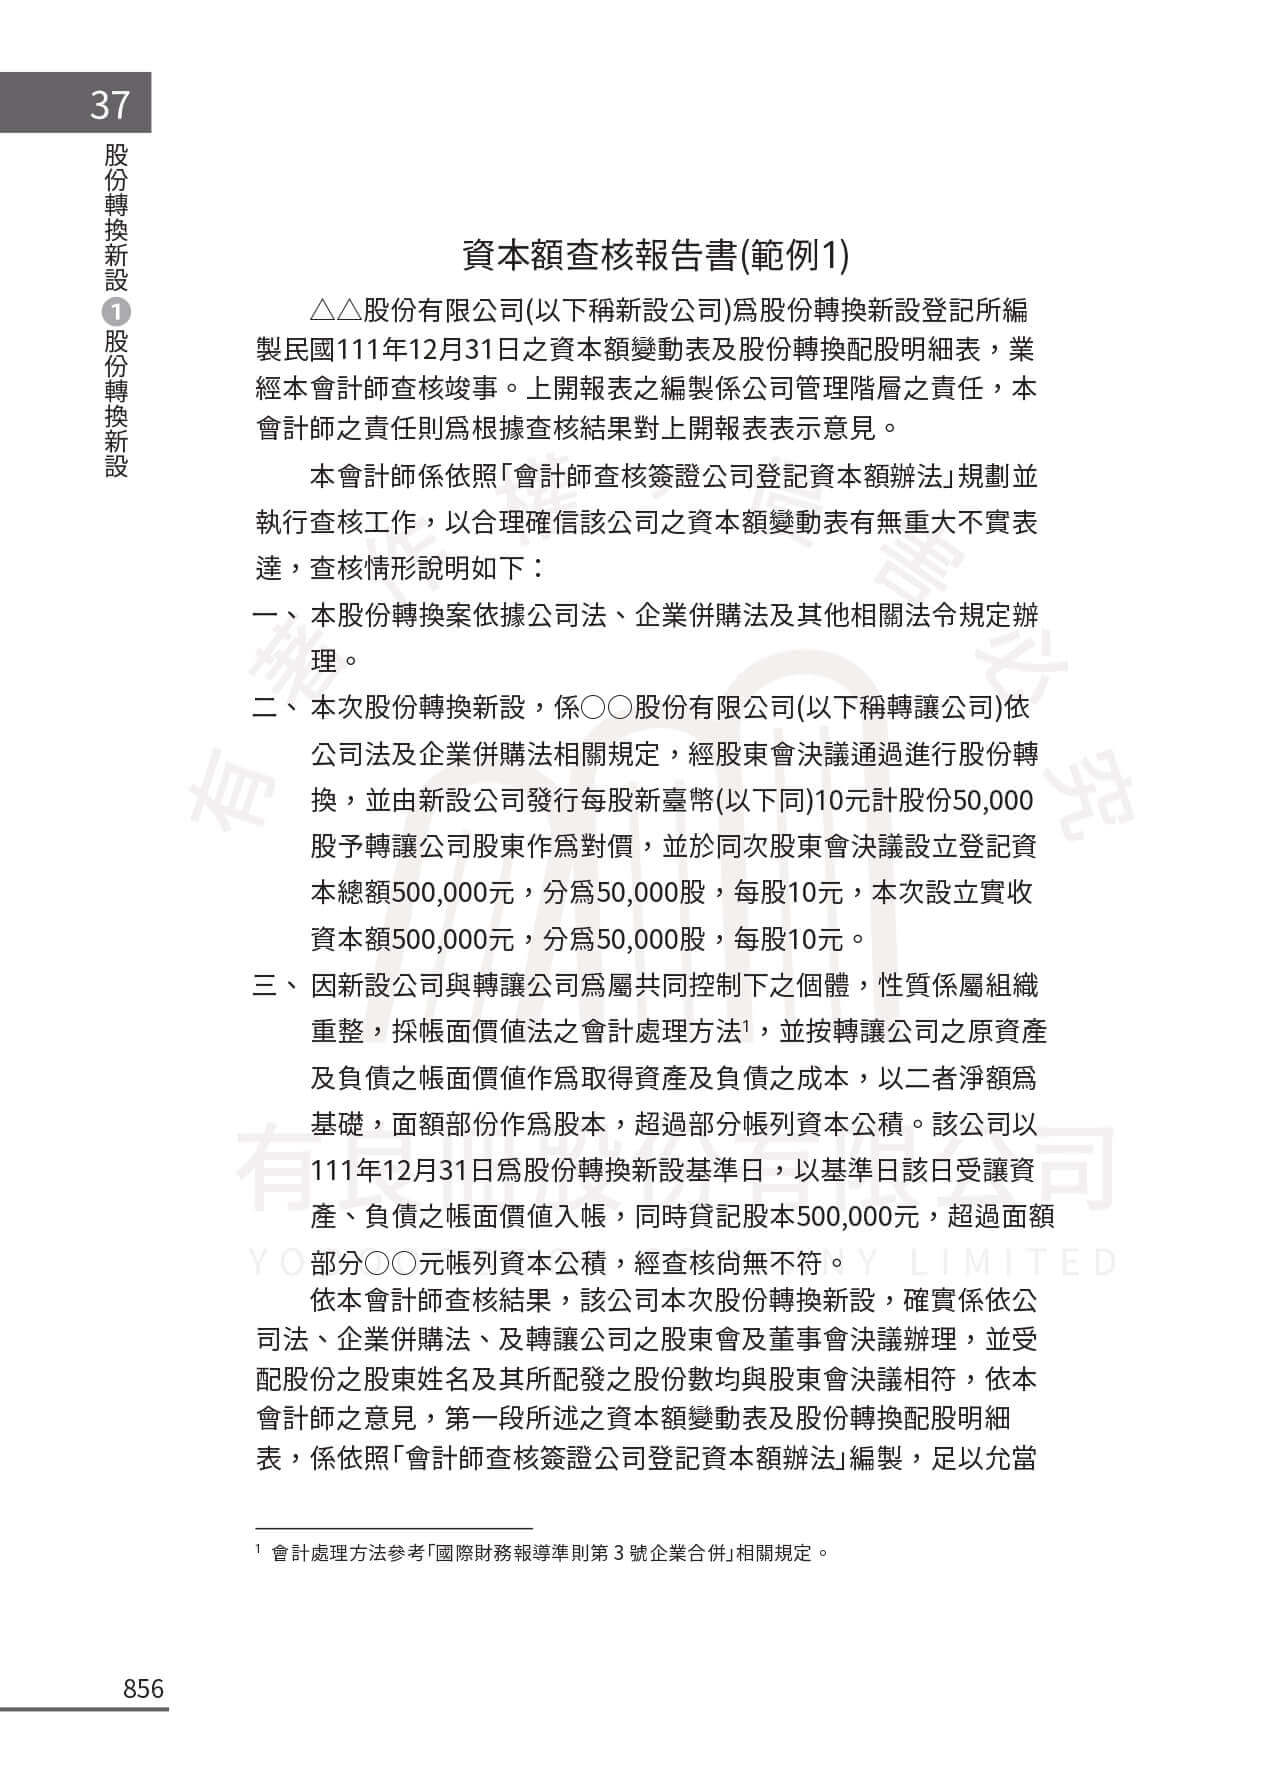 37
股份轉換新設 1 股份轉換新設
資本額查核報告書(範例1)
△△股份有限公司(以下稱新設公司)為股份轉換新設登記所編
製民國111年12月31日之資本額變動表及股份轉換配股明細表，業
經本會計師查核竣事。上開報表之編製係公司管理階層之責任，本
會計師之責任則為根據查核結果對上開報表表示意見。
本會計師係依照「會計師查核簽證公司登記資本額辦法」規劃並
執行查核工作，以合理確信該公司之資本額變動表有無重大不實表
達，查核情形說明如下：
一、本股份轉換案依據公司法、企業併購法及其他相關法令規定辦
理。
二、本次股份轉換新設，係○○股份有限公司(以下稱轉讓公司)依
公司法及企業併購法相關規定，經股東會決議通過進行股份轉
換，並由新設公司發行每股新臺幣(以下同)10元計股份50,000
股予轉讓公司股東作為對價，並於同次股東會決議設立登記資
本總額500,000元，分為50,000股，每股10元，本次設立實收
資本額500,000元，分為50,000股，每股10元。
三、因新設公司與轉讓公司為屬共同控制下之個體，性質係屬組織
重整，採帳面價值法之會計處理方法1，並按轉讓公司之原資產
及負債之帳面價值作為取得資產及負債之成本，以二者淨額為
基礎，面額部份作為股本，超過部分帳列資本公積。該公司以
111年12月31日為股份轉換新設基準日，以基準日該日受讓資
產、負債之帳面價值入帳，同時貸記股本500,000元，超過面額
部分○○元帳列資本公積，經查核尚無不符。
依本會計師查核結果，該公司本次股份轉換新設，確實係依公
司法、企業併購法、及轉讓公司之股東會及董事會決議辦理，並受
配股份之股東姓名及其所配發之股份數均與股東會決議相符，依本
會計師之意見，第一段所述之資本額變動表及股份轉換配股明細
表，係依照「會計師查核簽證公司登記資本額辦法」編製，足以允當
1 會計處理方法參考「國際財務報導準則第 3 號企業合併」相關規定。
856
有著作權、盜書必究
股份有限公司
LIMITED